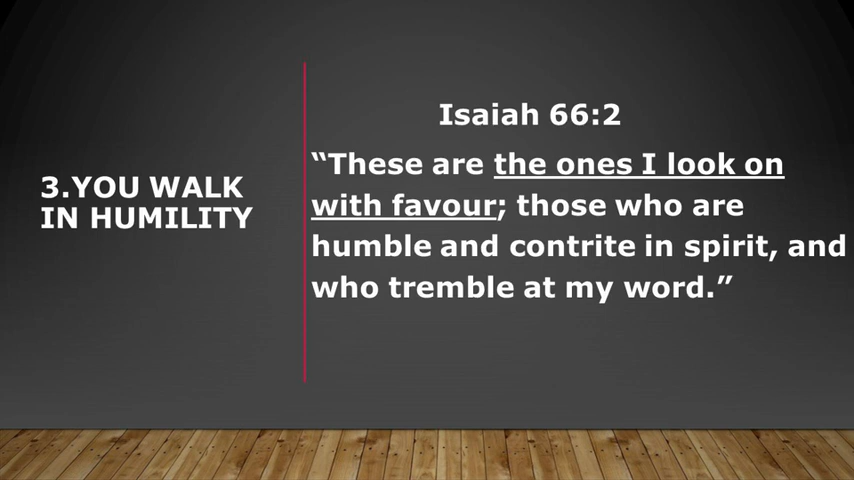 3.YOU WALK
IN HUMILITY
Isaiah 66:2
“These are the ones I look on
with favour; those who are
humble and contrite in spirit, and
who tremble at my word.”